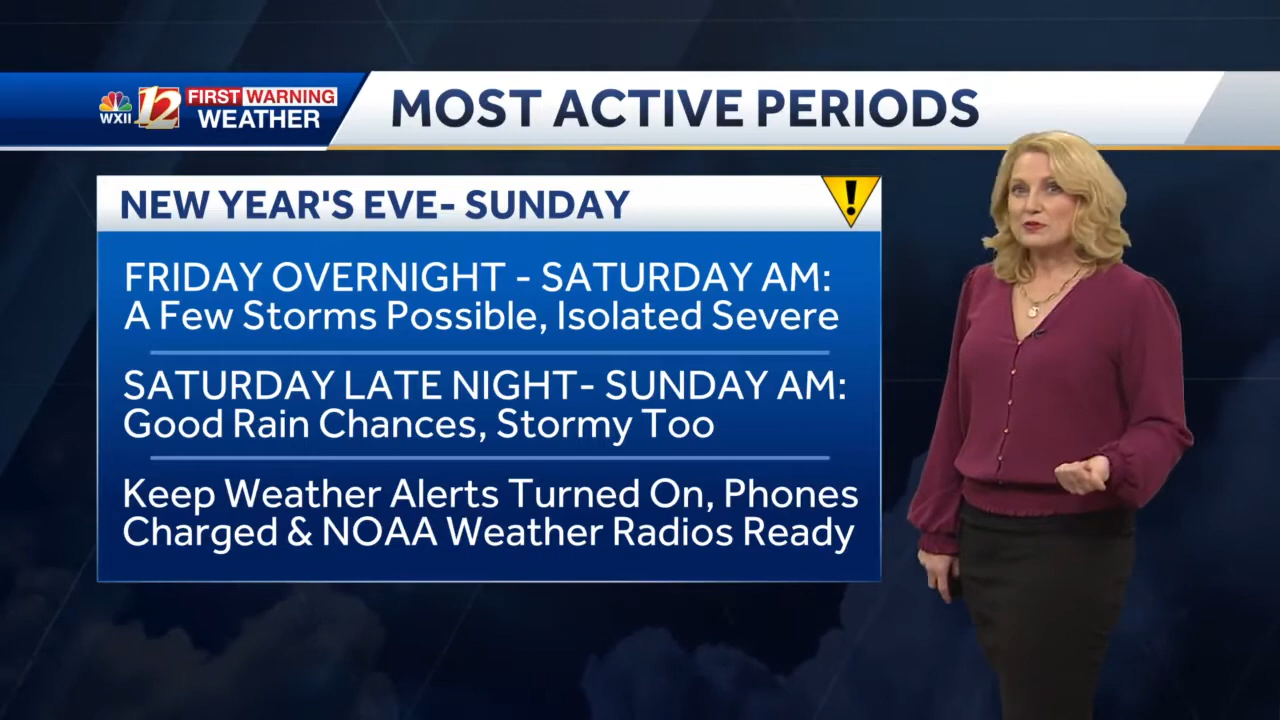 WXII 12 FIRST WARNING
WEATHER
MOST ACTIVE PERIODS
NEW YEAR'S EVE- SUNDAY
!
FRIDAY OVERNIGHT - SATURDAY AM:
A Few Storms Possible, Isolated Severe
SATURDAY LATE NIGHT- SUNDAY AM:
Good Rain Chances, Stormy Too
Keep Weather Alerts Turned On, Phones
Charged & NOAA Weather Radios Ready